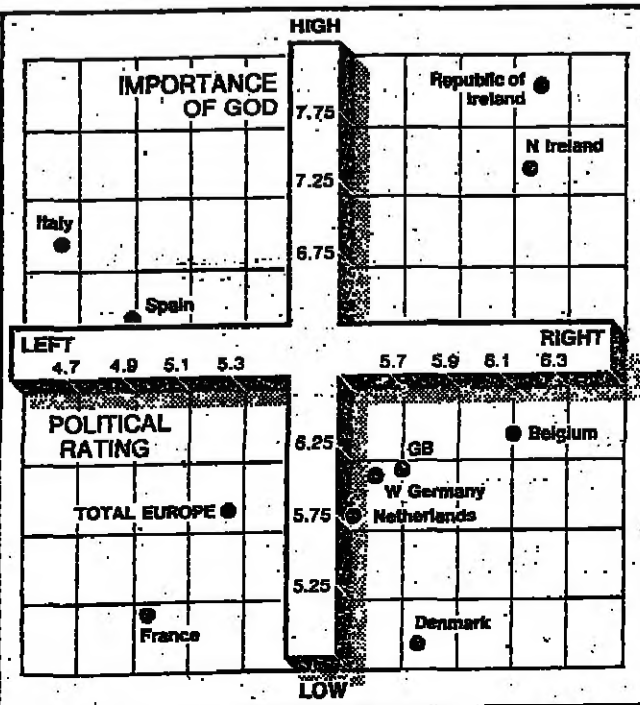 HIGH
IMPORTANCE
OF GOD
Republic of
Ireland
7.75
N Ireland
7.25
Italy
6.75
Spain
LEFT
RIGHT
4.7 4.9 5.1 5.3
5.7 5.9 6.1 6.3
POLITICAL
RATING
6.25
Belgium
GB
W Germany
TOTAL EUROPE
5.75
Netherlands
5.25
France
Denmark
LOW